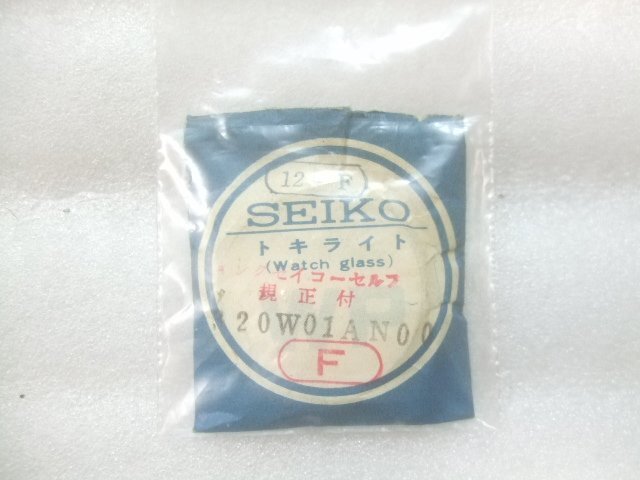 12 F
SEIKO
トキライト
(Watch glass)
セイコーセルフ
規正付
320W01AN00
F